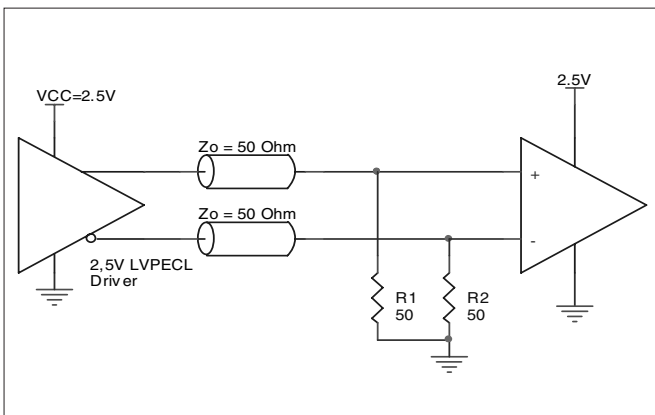 2.5V
VCC=2.5V
Zo = 50 Ohm
+
Zo = 50 Ohm
-
2,5V LVPECL
Driver
R1
50
R2
50